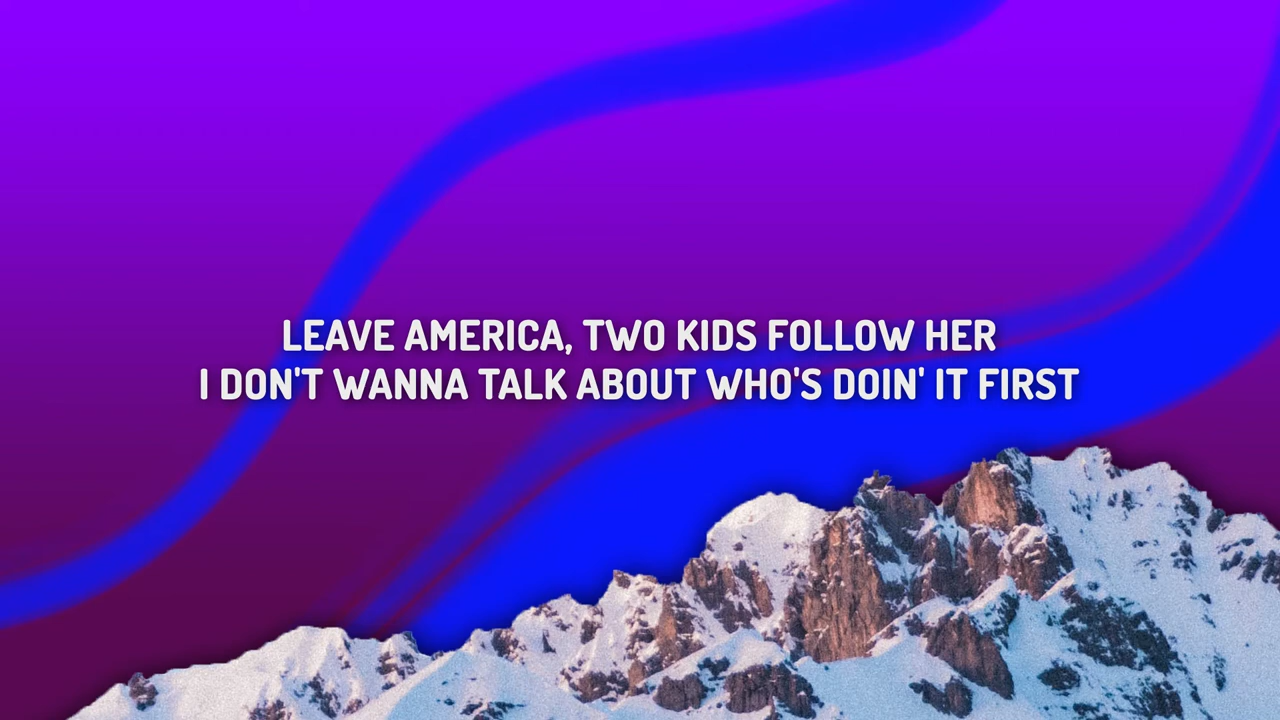 LEAVE AMERICA, TWO KIDS FOLLOW HER
I DON'T WANNA TALK ABOUT WHO'S DOIN' IT FIRST